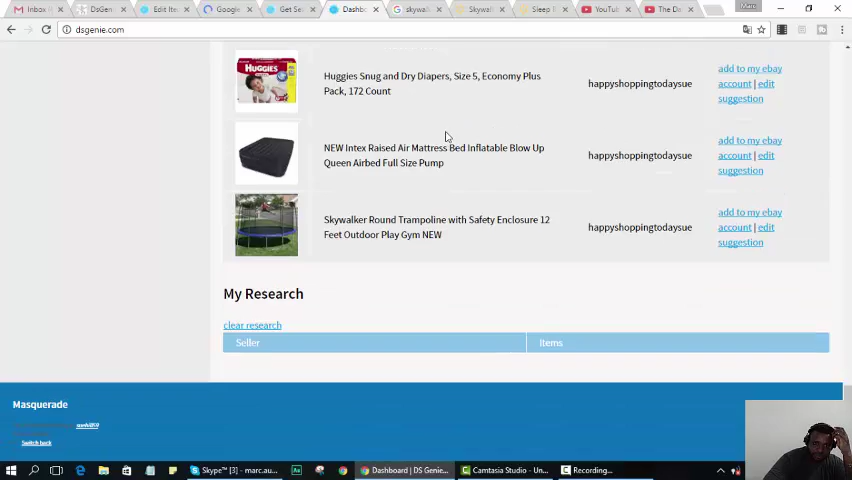 Inbox
DsGen
Edit Ite
Google
Get Se
Dashbo
skywal
Skywal
Sleep
YouTub
The Da
Marc
dsgenie.com
Huggies Snug and Dry Diapers, Size 5, Economy Plus
Pack, 172 Count
happyshoppingtodaysue
add to my ebay
account | edit
suggestion
NEW Intex Raised Air Mattress Bed Inflatable Blow Up
Queen Airbed Full Size Pump
happyshoppingtodaysue
add to my ebay
account | edit
suggestion
Skywalker Round Trampoline with Safety Enclosure 12
Feet Outdoor Play Gym NEW
happyshoppingtodaysue
add to my ebay
account | edit
suggestion
My Research
clear research
Seller
Items
Masquerade
Switch back
Skype™ [3] - marc.au...
Dashboard | DS Genie...
Camtasia Studio - Un...
Recording...